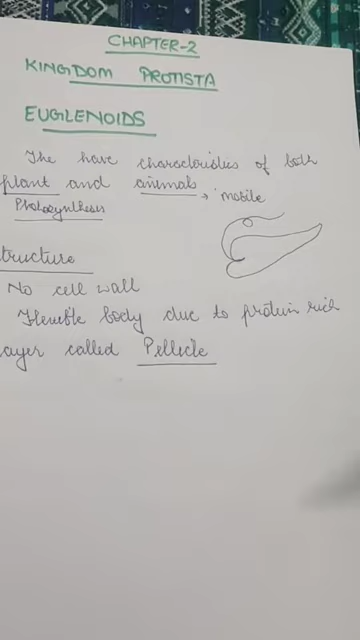 CHAPTER-2
KINGDOM PROTISTA
EUGLENOIDS
The have characteristics of both
plant and animals → mobile
Photosynthesis
tructure
No cell wall
Flexible body due to protein rich
layer called Pellicle